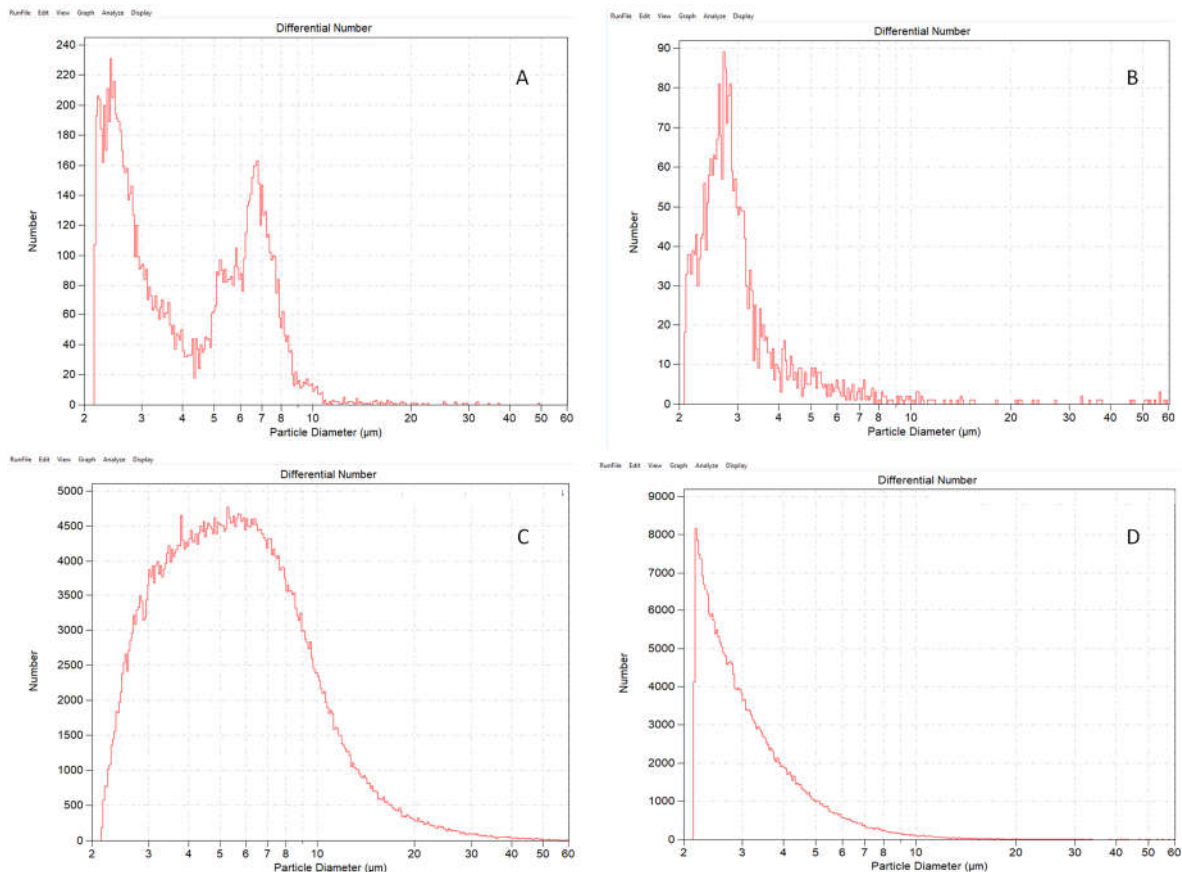 RunFile Edit View Graph Analyze Display
Differential Number
A
240
220
200
180
160
140
120
100
80
60
40
20
0
Number
2 3 4 5 6 7 8 10 20 30 40 50 60
Particle Diameter (µm)
RunFile Edit View Graph Analyze Display
Differential Number
B
90
80
70
60
50
40
30
20
10
0
Number
2 3 4 5 6 7 8 10 20 30 40 50 60
Particle Diameter (µm)
RunFile Edit View Graph Analyze Display
Differential Number
C
5000
4500
4000
3500
3000
2500
2000
1500
1000
500
0
Number
2 3 4 5 6 7 8 10 20 30 40 50 60
Particle Diameter (µm)
RunFile Edit View Graph Analyze Display
Differential Number
D
9000
8000
7000
6000
5000
4000
3000
2000
1000
0
Number
2 3 4 5 6 7 8 10 20 30 40 50 60
Particle Diameter (µm)